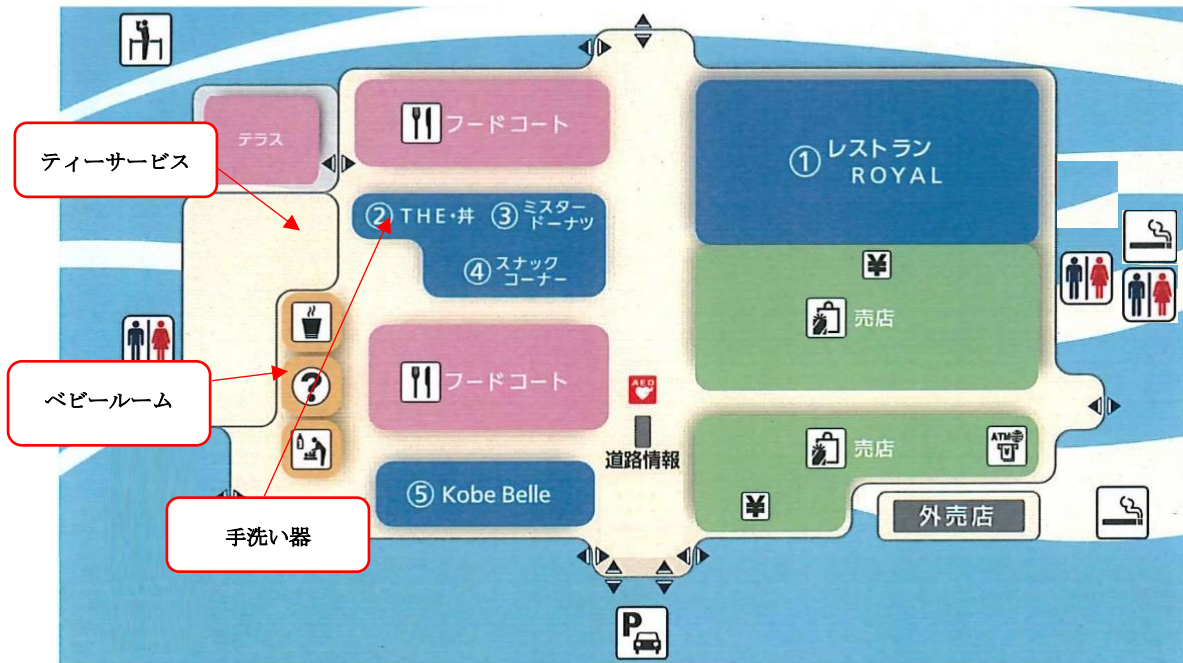 テラス
フードコート
① レストラン
ROYAL
ティーサービス
② THE・丼
③ ミスター
ドーナツ
④ スナック
コーナー
¥
売店
?
フードコート
AED
ベビールーム
道路情報
売店
ATM
⑤ Kobe Belle
¥
外売店
手洗い器
P